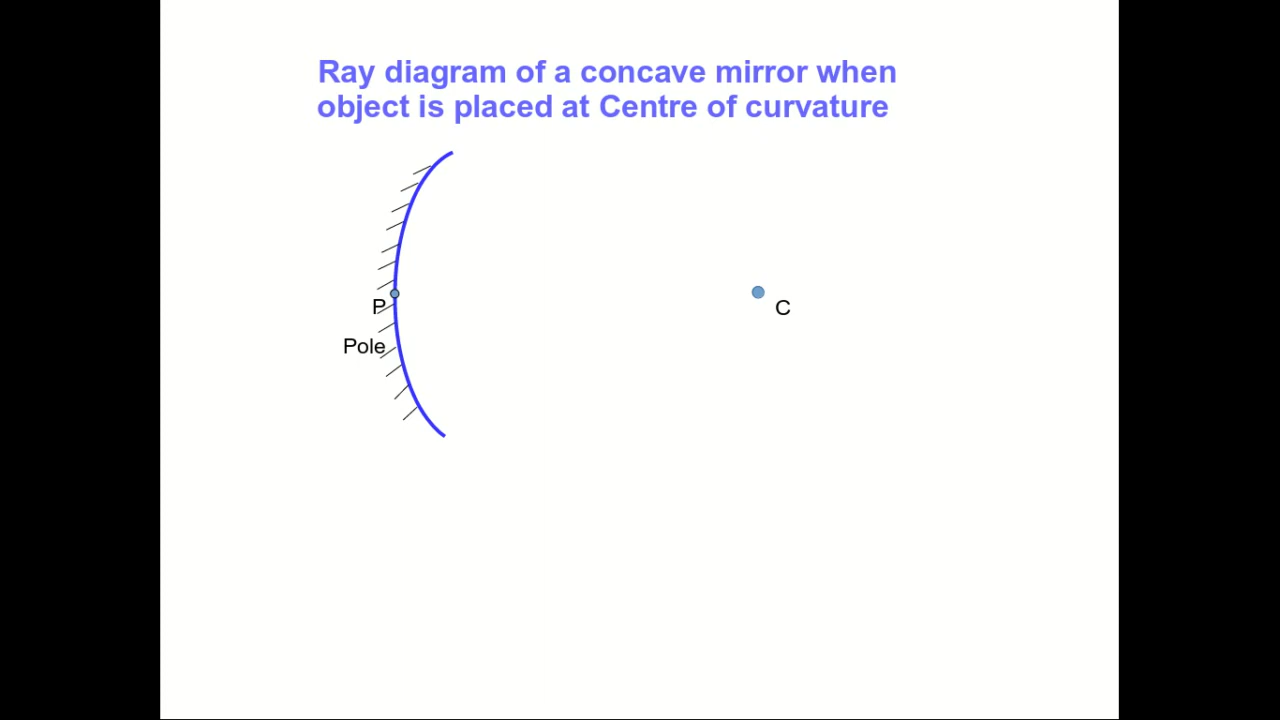 Ray diagram of a concave mirror when
object is placed at Centre of curvature
P
C
Pole